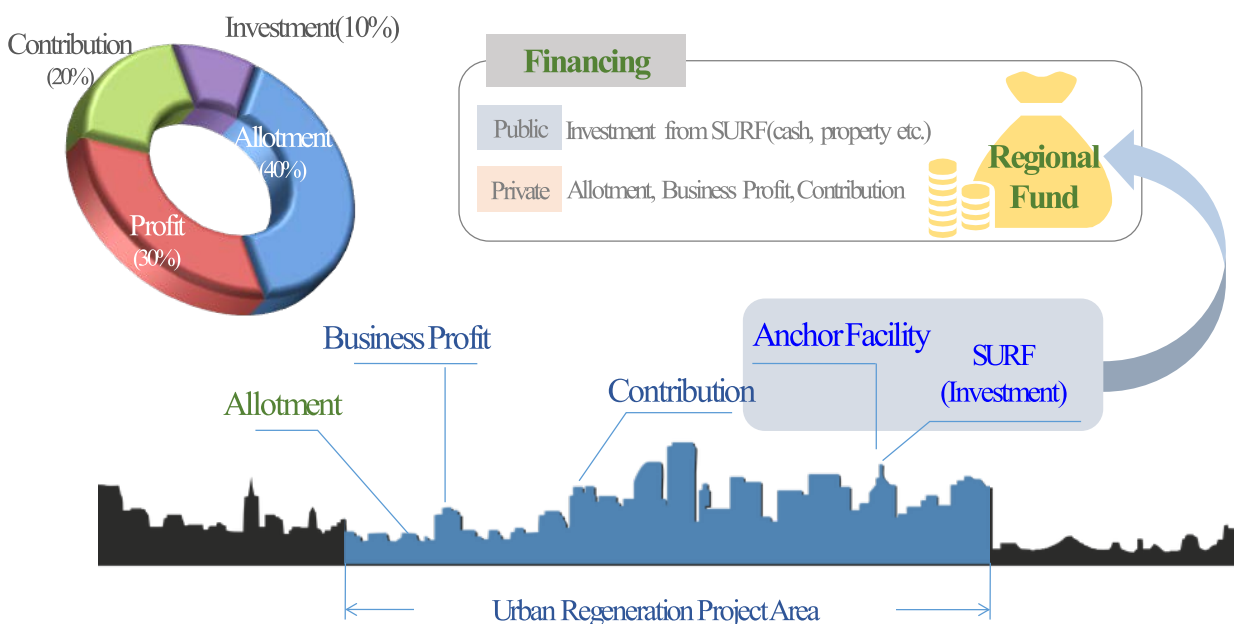 Investment(10%)
Contribution
(20%)
Allotment
(40%)
Profit
(30%)
Financing
Public
Investment from SURF(cash, property etc.)
Private
Allotment, Business Profit, Contribution
Regional
Fund
Business Profit
Allotment
Contribution
Anchor Facility
SURF
(Investment)
Urban Regeneration Project Area